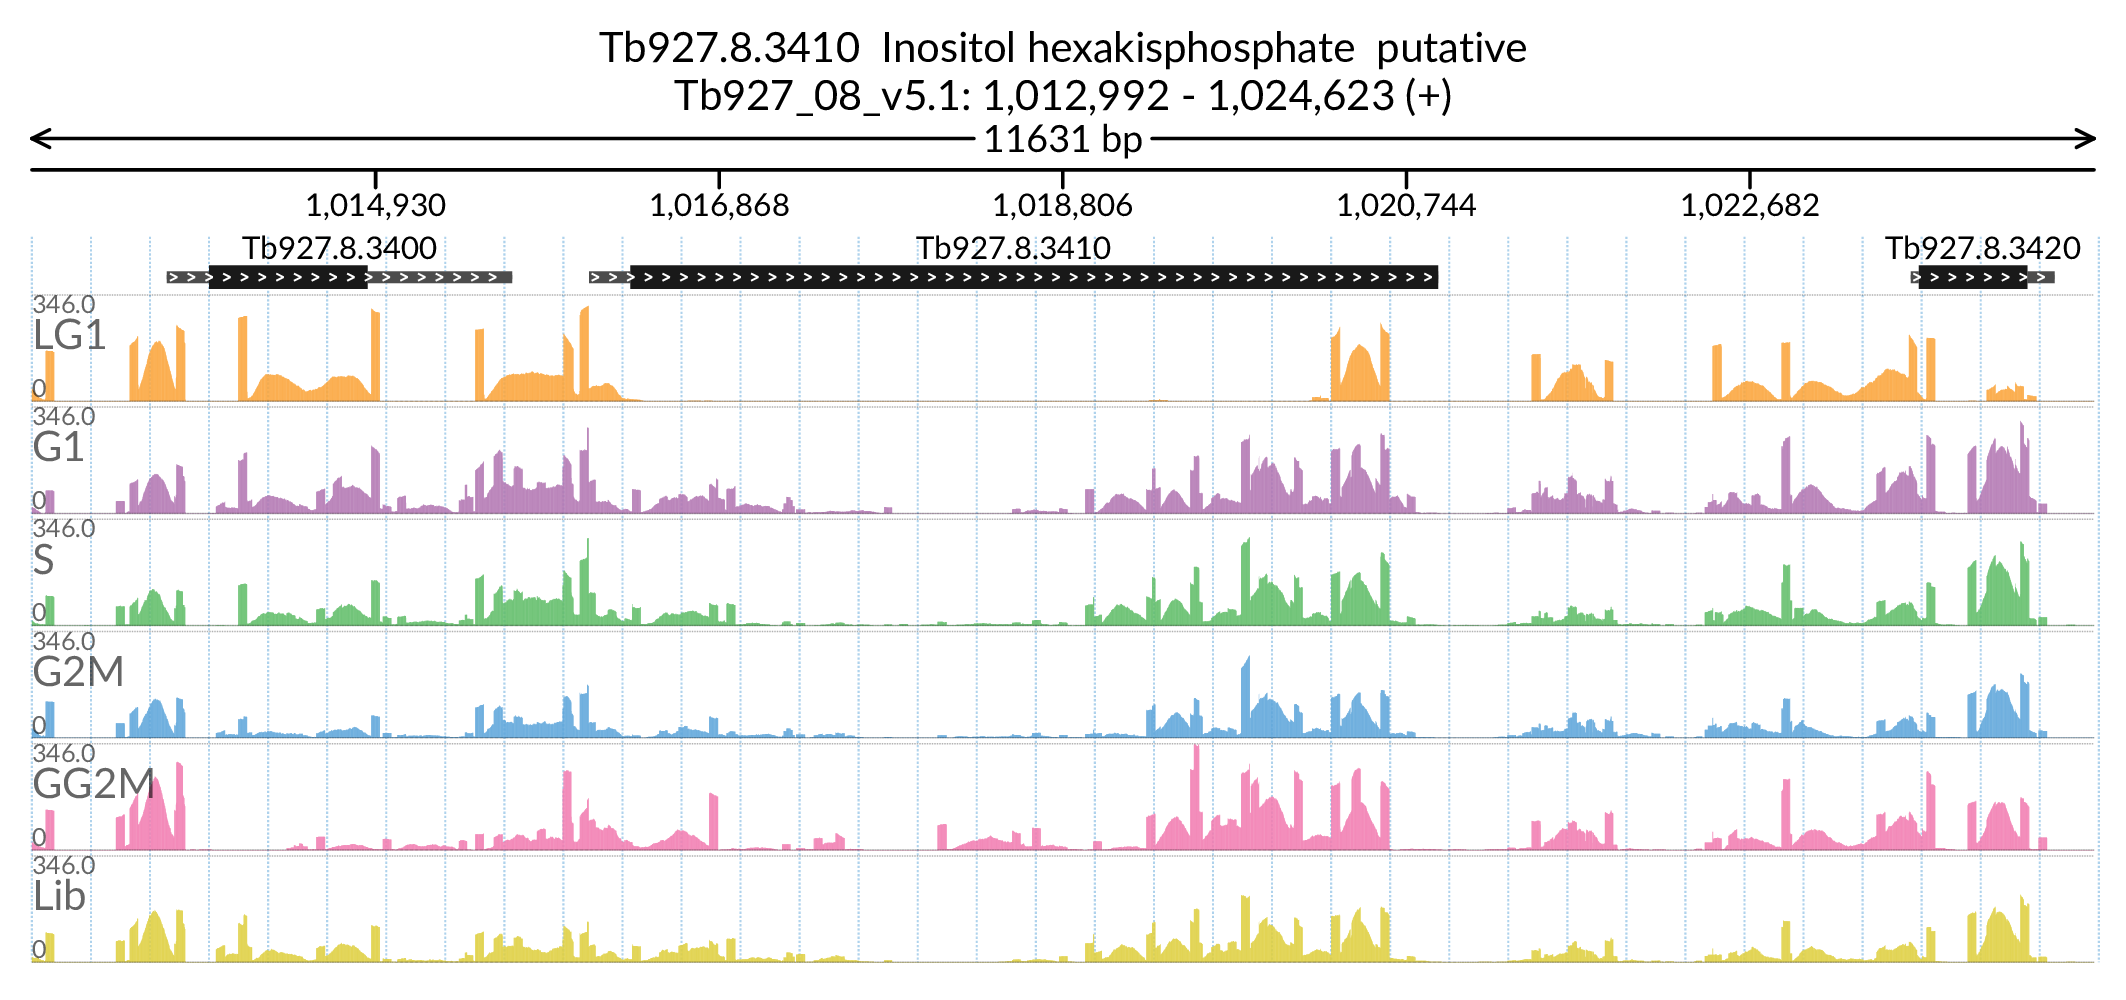 Tb927.8.3410 Inositol hexakisphosphate putative
Tb927_08_v5.1: 1,012,992 - 1,024,623 (+)
11631 bp
1,014,930 1,016,868 1,018,806 1,020,744 1,022,682
Tb927.8.3400 Tb927.8.3410 Tb927.8.3420
346.0
LG1
0
346.0
G1
0
346.0
S
0
346.0
G2M
0
346.0
GG2M
0
346.0
Lib
0